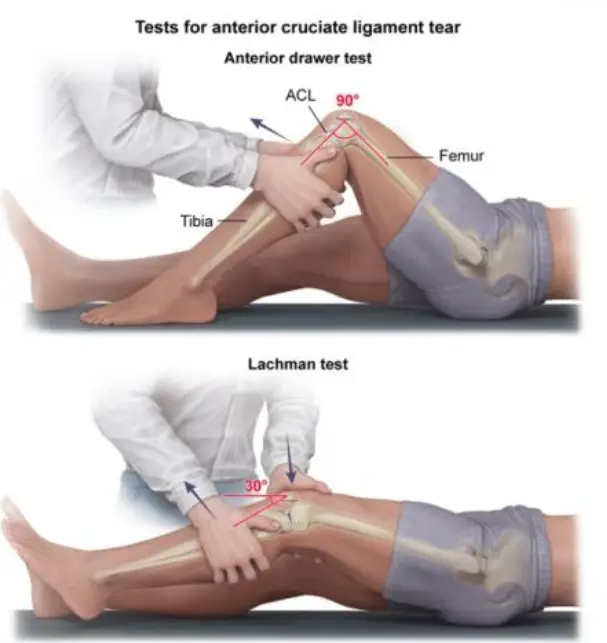 Tests for anterior cruciate ligament tear
Anterior drawer test
ACL
90°
Femur
Tibia
Lachman test
30°